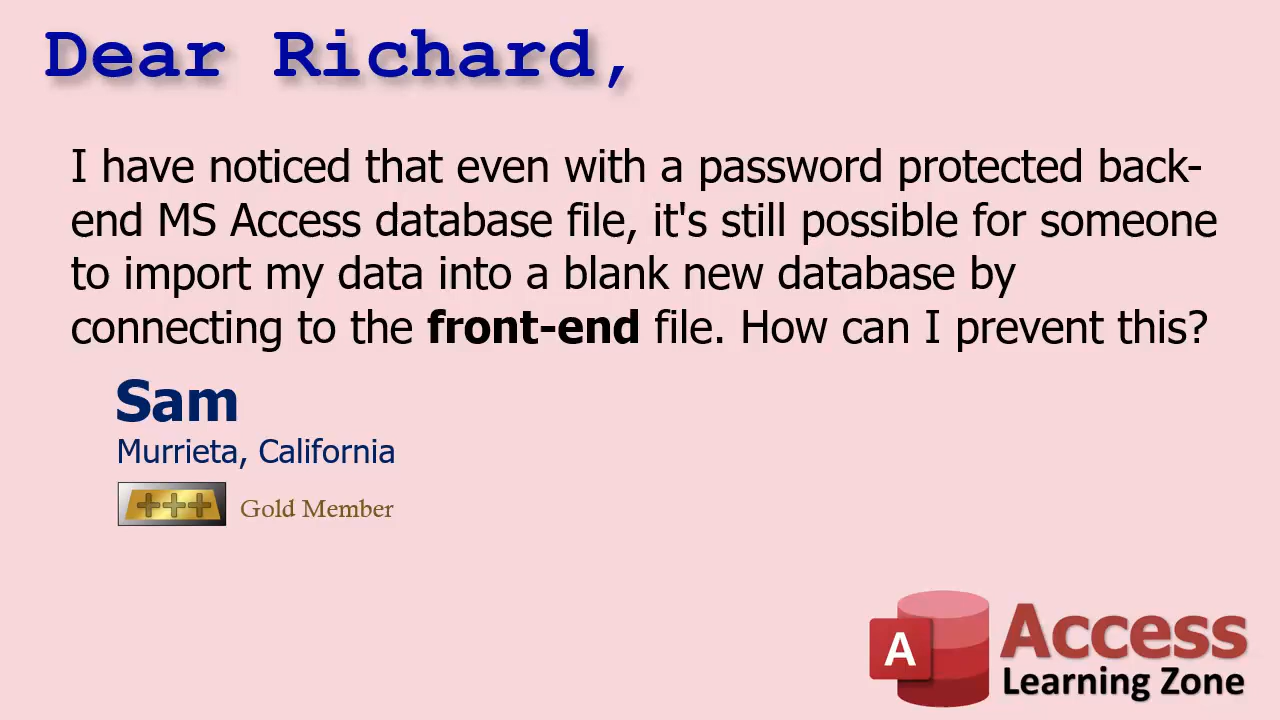 Dear Richard,
I have noticed that even with a password protected back-
end MS Access database file, it's still possible for someone
to import my data into a blank new database by
connecting to the front-end file. How can I prevent this?
Sam
Murrieta, California
+++ Gold Member
A Access
Learning Zone